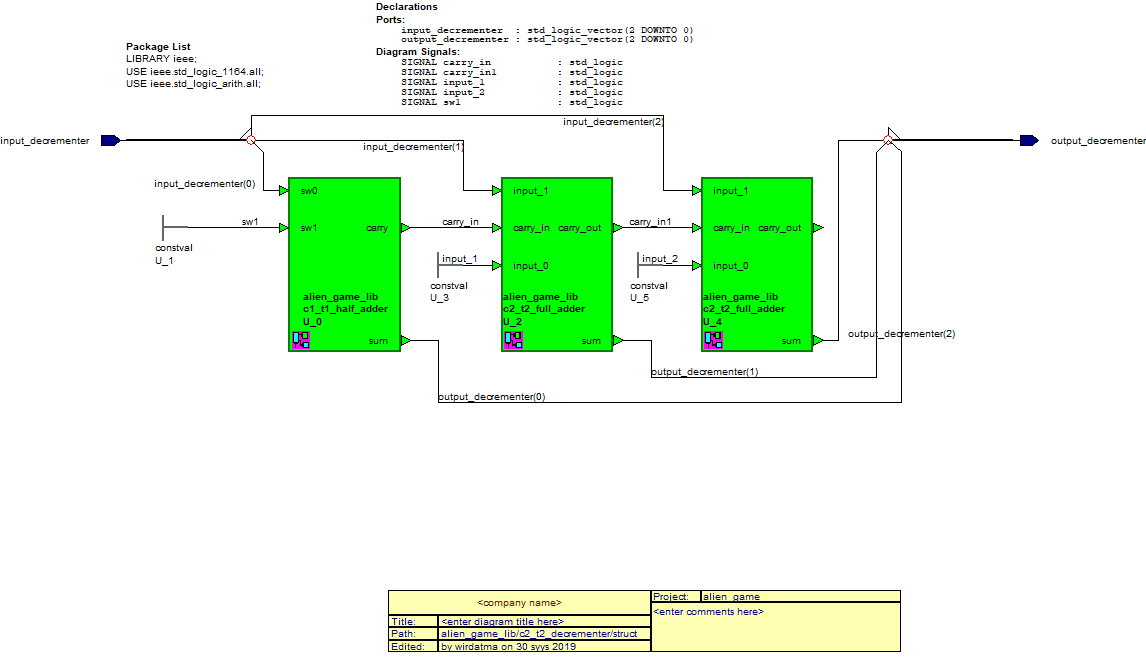 Declarations
Ports:
input_decrementer : std_logic_vector(2 DOWNTO 0)
output_decrementer : std_logic_vector(2 DOWNTO 0)
Diagram Signals:
SIGNAL carry_in : std_logic
SIGNAL carry_in1 : std_logic
SIGNAL input_1 : std_logic
SIGNAL input_2 : std_logic
SIGNAL sw1 : std_logic
Package List
LIBRARY ieee;
USE ieee.std_logic_1164.all;
USE ieee.std_logic_arith.all;
input_decrementer
input_decrementer(2)
input_decrementer(1)
input_decrementer(0)
output_decrementer
sw0
sw1
sw1
carry
constval
U_1
alien_game_lib
c1_t1_half_adder
U_0
sum
carry_in
input_1
constval
U_3
input_1
carry_in carry_out
input_0
alien_game_lib
c2_t2_full_adder
U_2
sum
carry_in1
input_2
constval
U_5
input_1
carry_in carry_out
input_0
alien_game_lib
c2_t2_full_adder
U_4
sum
output_decrementer(2)
output_decrementer(1)
output_decrementer(0)
<company name>
Project: alien_game
<enter comments here>
Title: <enter diagram title here>
Path: alien_game_lib/c2_t2_decrementer/struct
Edited: by wirdatma on 30 syys 2019